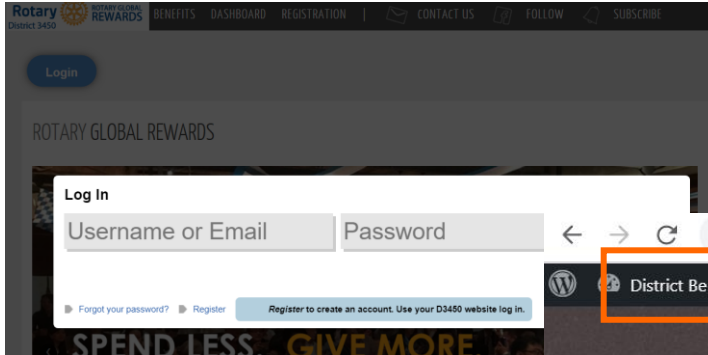 Rotary
District 3450
ROTARY GLOBAL
REWARDS
BENEFITS DASHBOARD REGISTRATION | CONTACT US FOLLOW SUBSCRIBE
Login
ROTARY GLOBAL REWARDS
Log In
Username or Email Password
District Be
Forgot your password? Register Register to create an account. Use your D3450 website log in.
SPEND LESS. GIVE MORE